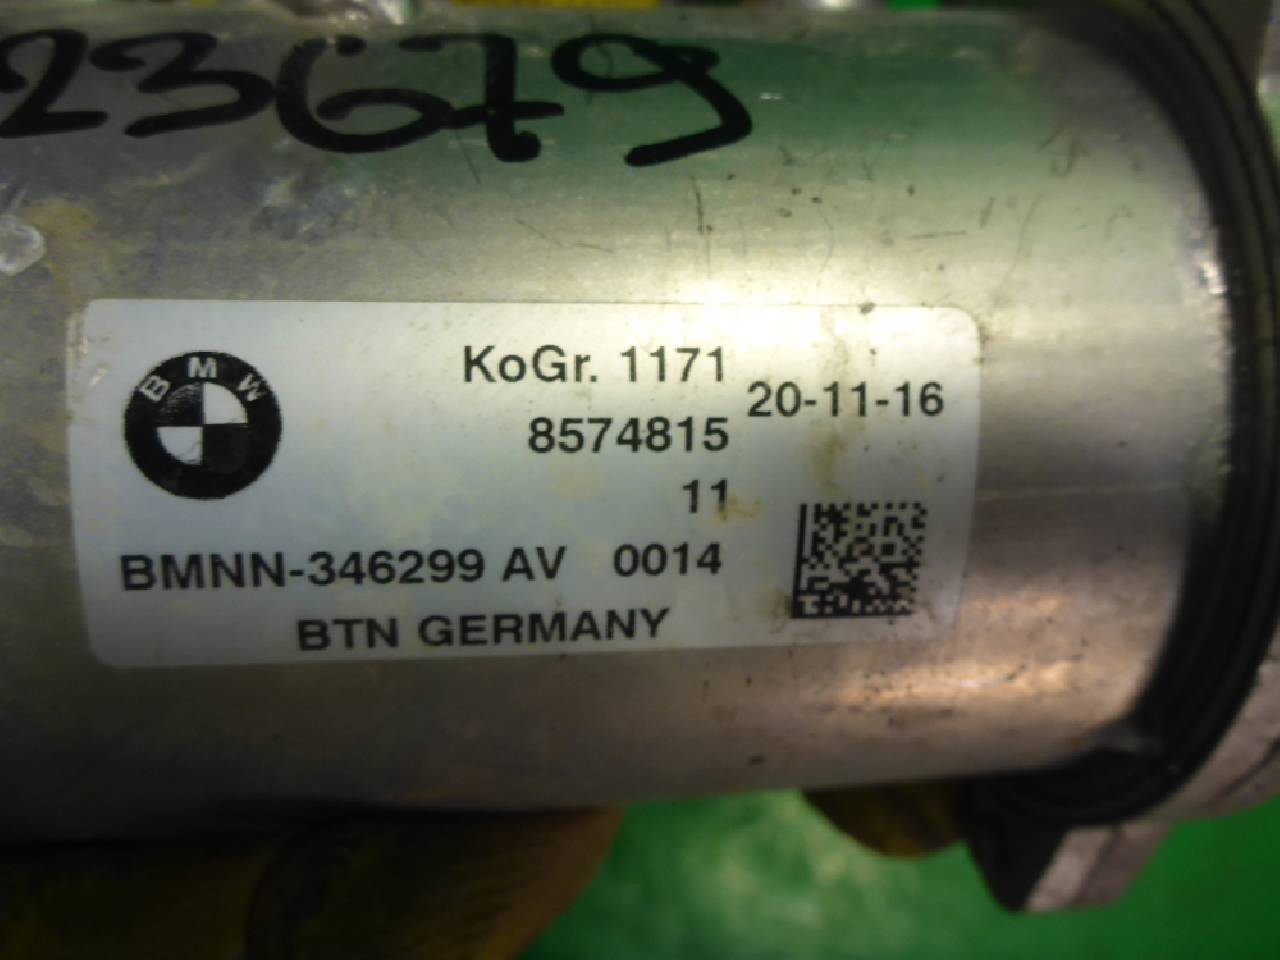 23679
BMW
KoGr. 1171
20-11-16
8574815
11
BMNN-346299 AV 0014
BTN GERMANY